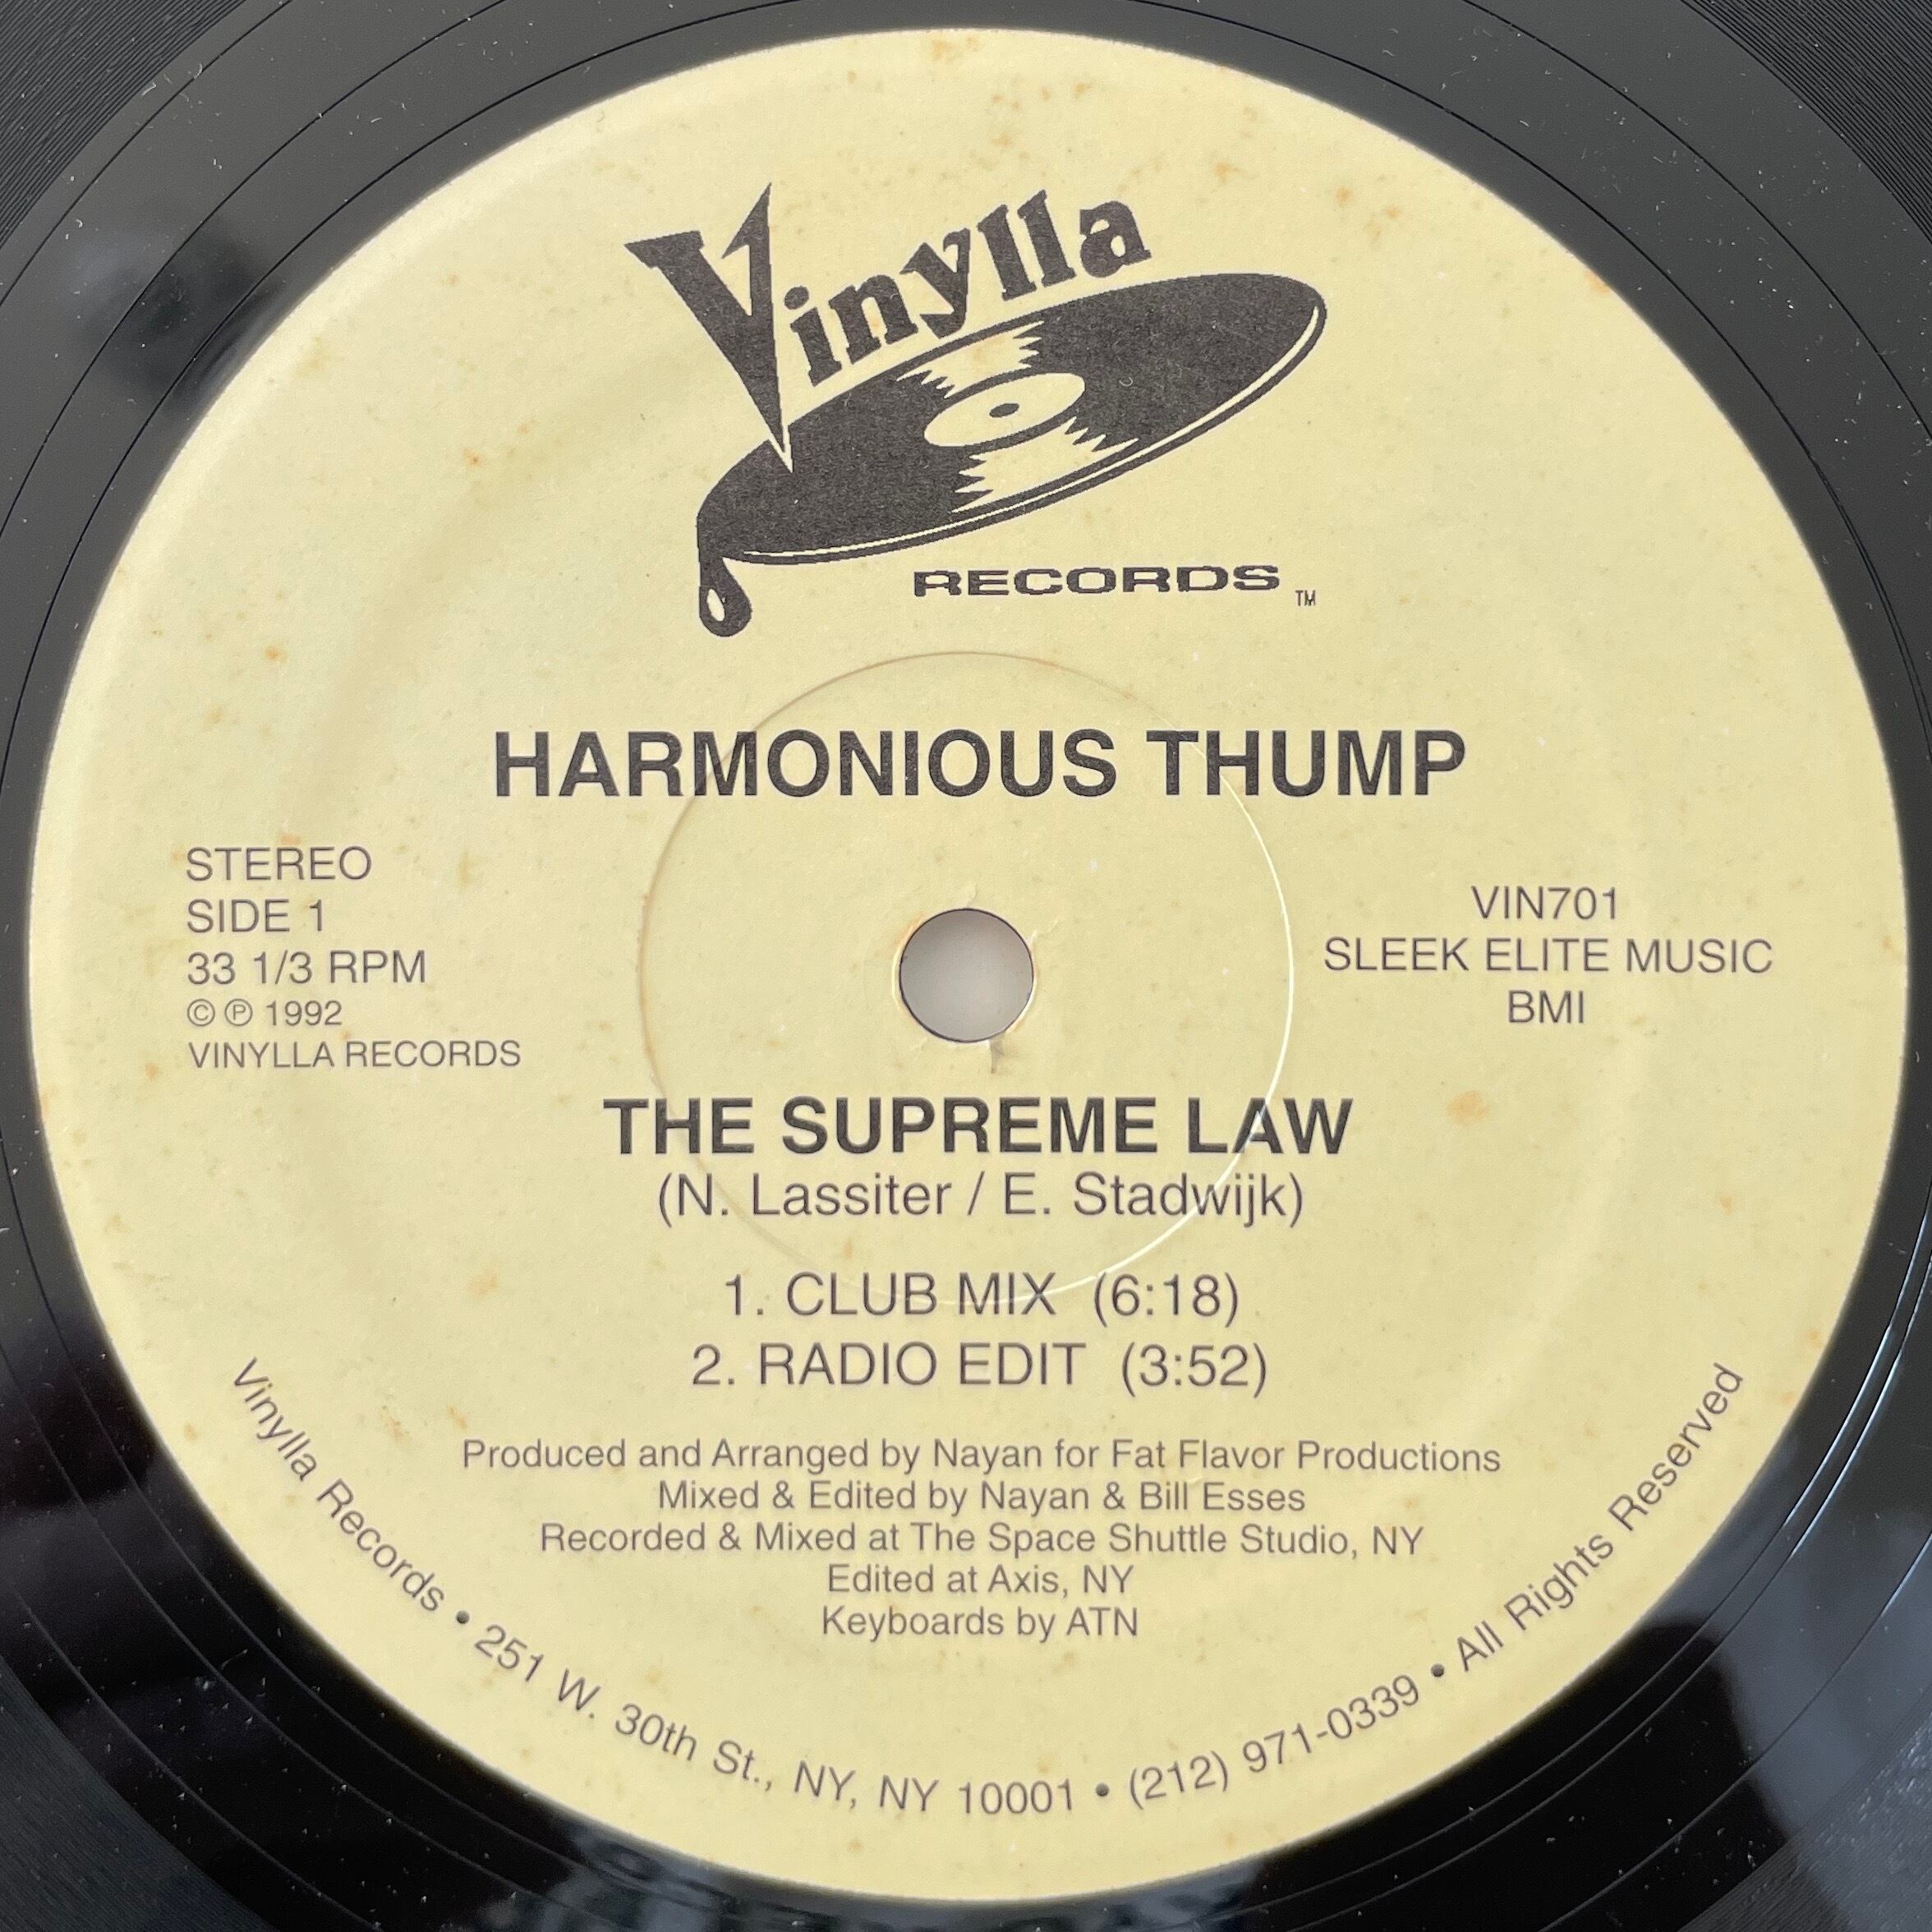 Vinylla
RECORDS TM
HARMONIOUS THUMP
STEREO
SIDE 1
33 1/3 RPM
© ℗ 1992
VINYLLA RECORDS
VIN701
SLEEK ELITE MUSIC
BMI
THE SUPREME LAW
(N. Lassiter / E. Stadwijk)
1. CLUB MIX (6:18)
2. RADIO EDIT (3:52)
Produced and Arranged by Nayan for Fat Flavor Productions
Mixed & Edited by Nayan & Bill Esses
Recorded & Mixed at The Space Shuttle Studio, NY
Edited at Axis, NY
Keyboards by ATN
Vinylla Records • 251 W. 30th St., NY, NY 10001 • (212) 971-0339 • All Rights Reserved